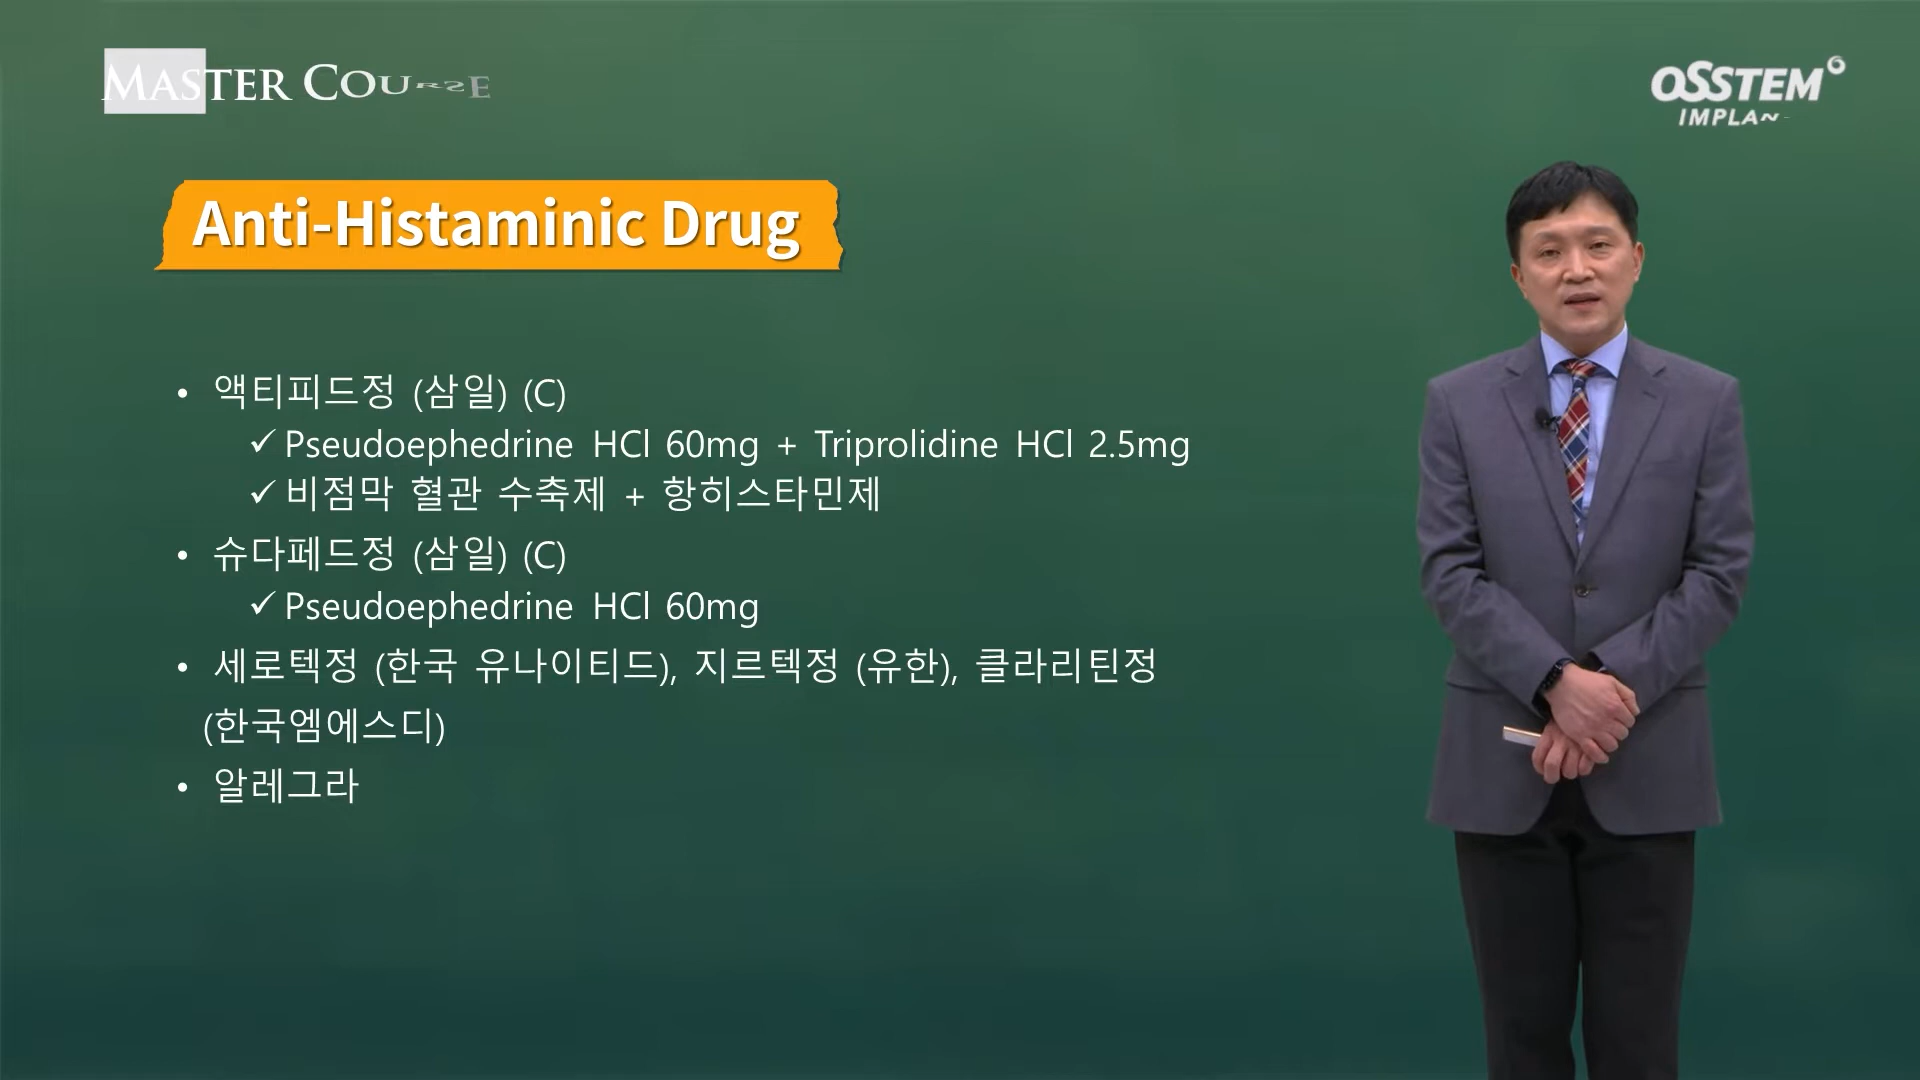 MASTER COURSE
OSSTEM
IMPLAN
Anti-Histaminic Drug
• 액티피드정 (삼일) (C)
✓ Pseudoephedrine HCl 60mg + Triprolidine HCl 2.5mg
✓ 비점막 혈관 수축제 + 항히스타민제
• 슈다페드정 (삼일) (C)
✓ Pseudoephedrine HCl 60mg
• 세로텍정 (한국 유나이티드), 지르텍정 (유한), 클라리틴정
(한국엠에스디)
• 알레그라